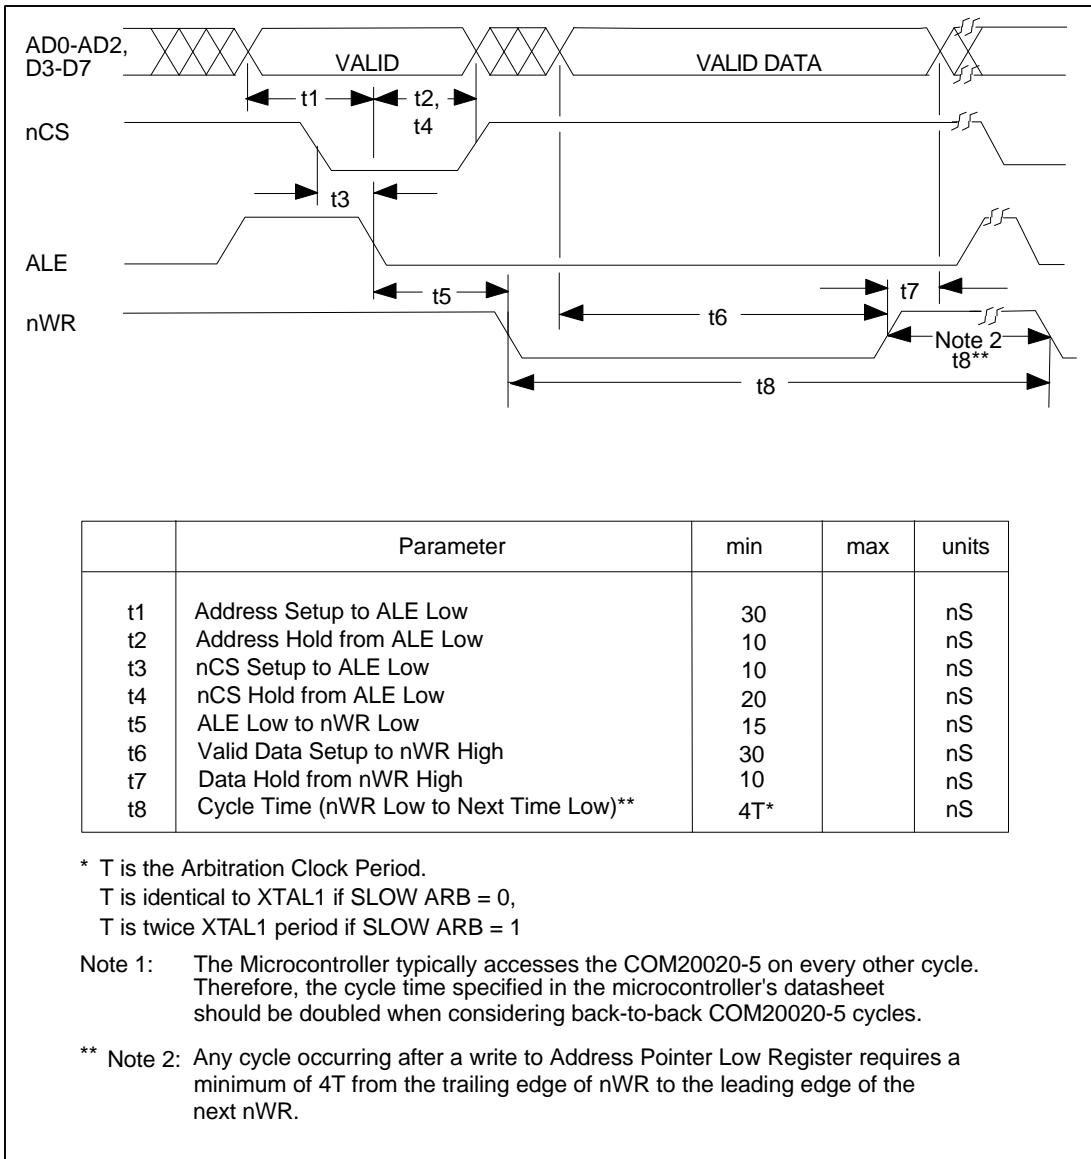 AD0-AD2,
D3-D7
VALID
VALID DATA
t1
t2,
t4
nCS
t3
ALE
t5
t7
nWR
t6
Note 2
t8**
t8
Parameter min max units
t1 Address Setup to ALE Low 30 nS
t2 Address Hold from ALE Low 10 nS
t3 nCS Setup to ALE Low 10 nS
t4 nCS Hold from ALE Low 20 nS
t5 ALE Low to nWR Low 15 nS
t6 Valid Data Setup to nWR High 30 nS
t7 Data Hold from nWR High 10 nS
t8 Cycle Time (nWR Low to Next Time Low)** 4T* nS
* T is the Arbitration Clock Period.
T is identical to XTAL1 if SLOW ARB = 0,
T is twice XTAL1 period if SLOW ARB = 1
Note 1: The Microcontroller typically accesses the COM20020-5 on every other cycle.
Therefore, the cycle time specified in the microcontroller's datasheet
should be doubled when considering back-to-back COM20020-5 cycles.
** Note 2: Any cycle occurring after a write to Address Pointer Low Register requires a
minimum of 4T from the trailing edge of nWR to the leading edge of the
next nWR.